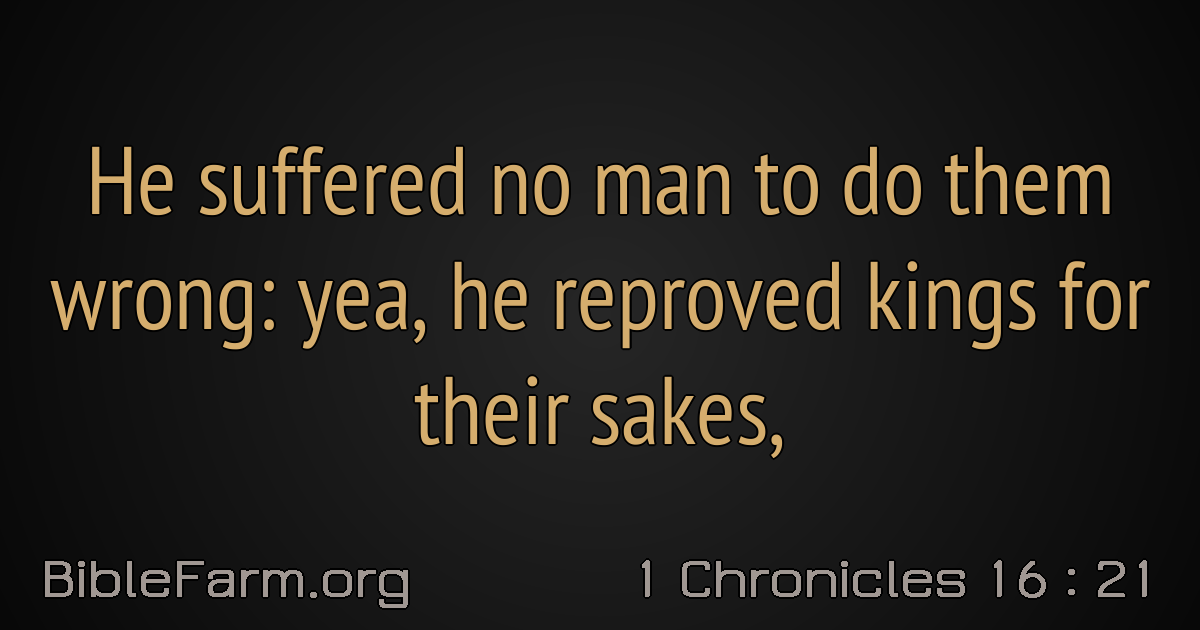 He suffered no man to do them
wrong: yea, he reproved kings for
their sakes,
BibleFarm.org
1 Chronicles 16 : 21